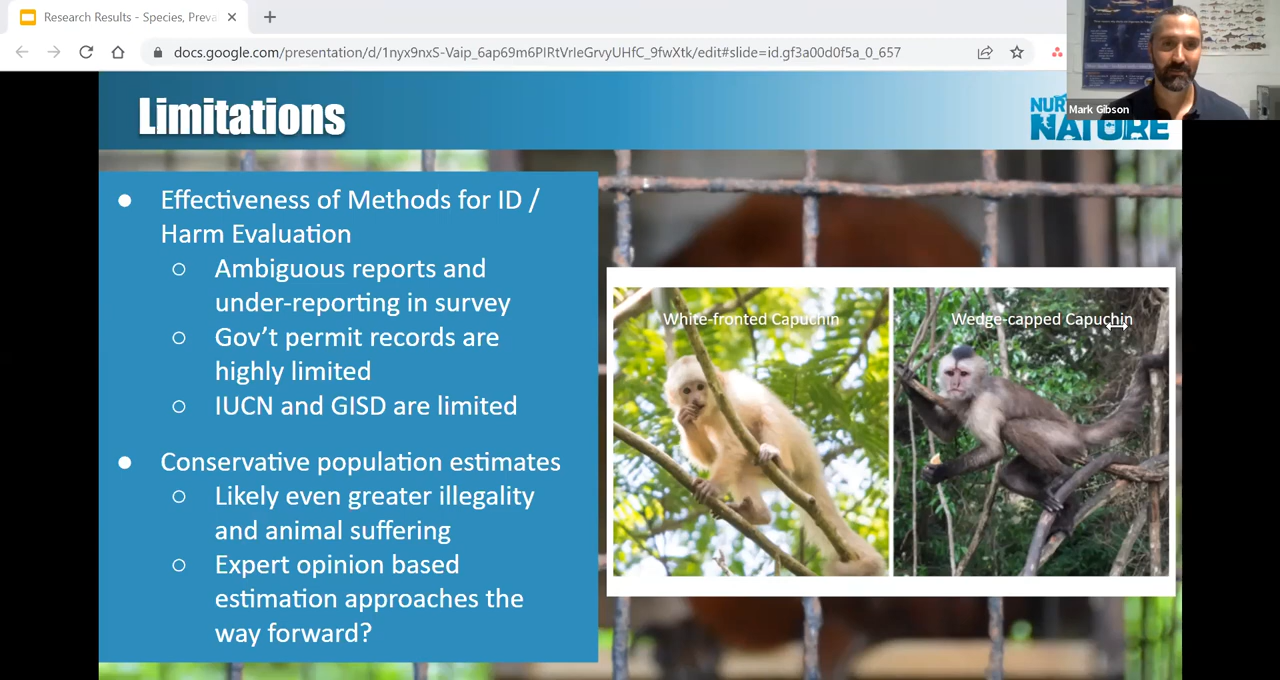 Research Results - Species, Preva
docs.google.com/presentation/d/1nyx9nxS-Vaip_6ap69m6PIRtVrIeGrvyUHfC_9fwXtk/edit#slide=id.gf3a00d0f5a_0_657
Mark Gibson
Limitations
NUR
NATURE
● Effectiveness of Methods for ID /
Harm Evaluation
○ Ambiguous reports and
under-reporting in survey
○ Gov't permit records are
highly limited
○ IUCN and GISD are limited
● Conservative population estimates
○ Likely even greater illegality
and animal suffering
○ Expert opinion based
estimation approaches the
way forward?
White-fronted Capuchin
Wedge-capped Capuchin